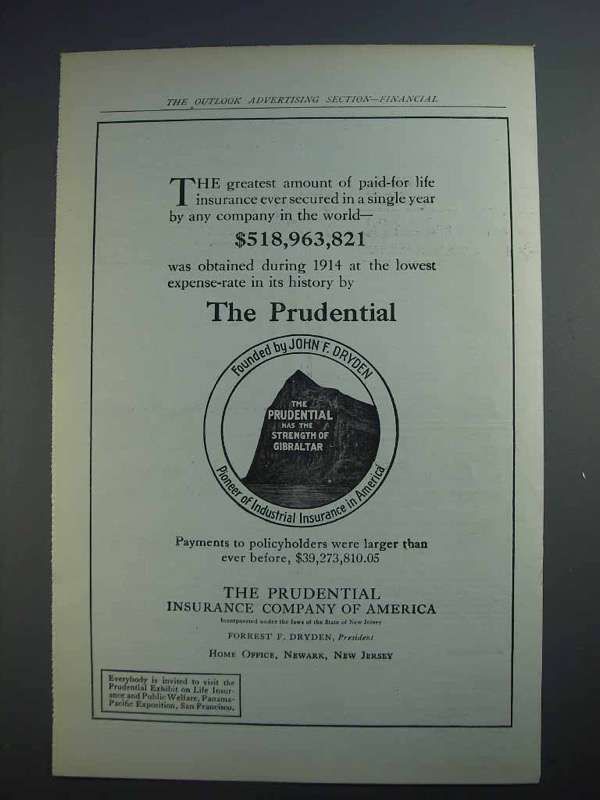 THE OUTLOOK ADVERTISING SECTION—FINANCIAL
THE greatest amount of paid-for life
insurance ever secured in a single year
by any company in the world—
$518,963,821
was obtained during 1914 at the lowest
expense-rate in its history by
The Prudential
Founded by JOHN F. DRYDEN
THE
PRUDENTIAL
HAS THE
STRENGTH OF
GIBRALTAR
Pioneer of Industrial Insurance in America
Payments to policyholders were larger than
ever before, $39,273,810.05
THE PRUDENTIAL
INSURANCE COMPANY OF AMERICA
Incorporated under the laws of the State of New Jersey
FORREST F. DRYDEN, President
HOME OFFICE, NEWARK, NEW JERSEY
Everybody is invited to visit the
Prudential Exhibit on Life Insur-
ance and Public Welfare, Panama-
Pacific Exposition, San Francisco.